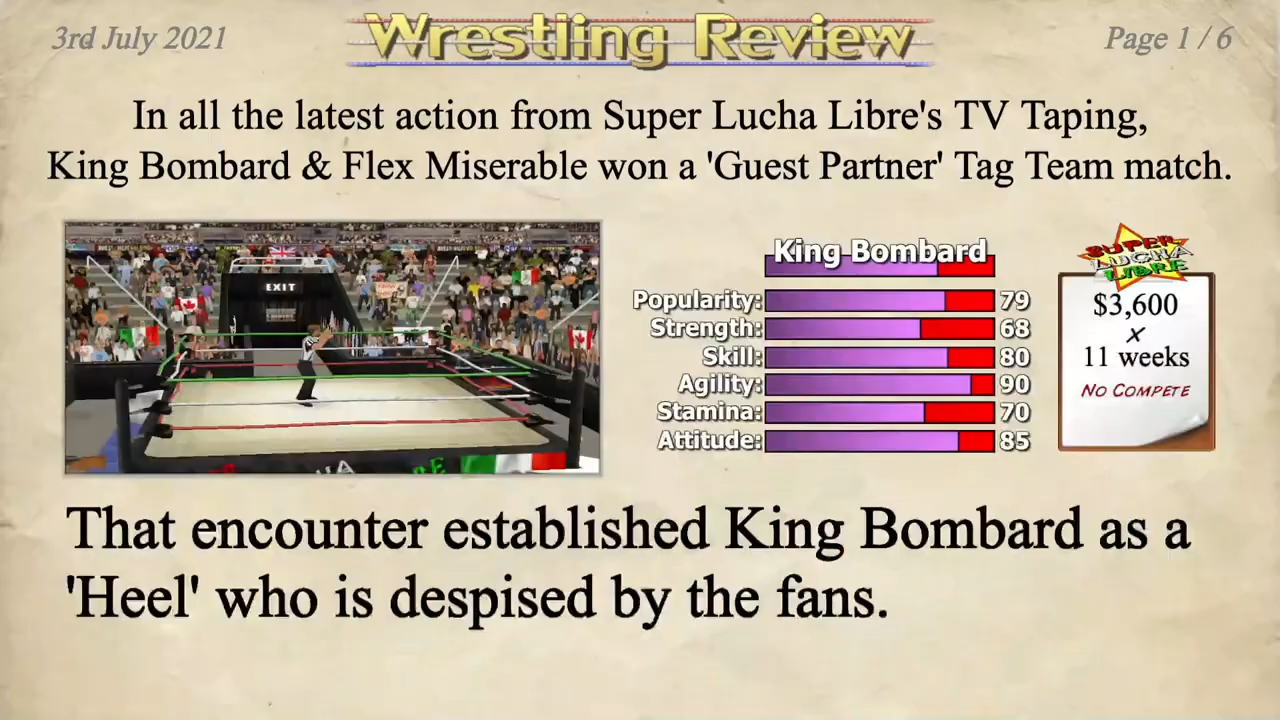 3rd July 2021
Wrestling Review
Page 1 / 6
In all the latest action from Super Lucha Libre's TV Taping,
King Bombard & Flex Miserable won a 'Guest Partner' Tag Team match.
EXIT
King Bombard
Popularity: 79
Strength: 68
Skill: 80
Agility: 90
Stamina: 70
Attitude: 85
SUPER
LUCHA
LIBRE
$3,600
x
11 weeks
No Compete
That encounter established King Bombard as a
'Heel' who is despised by the fans.